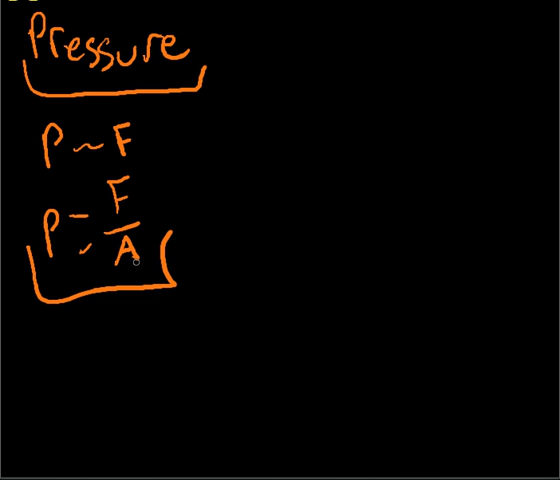 Pressure
P ~ F
P = F/A